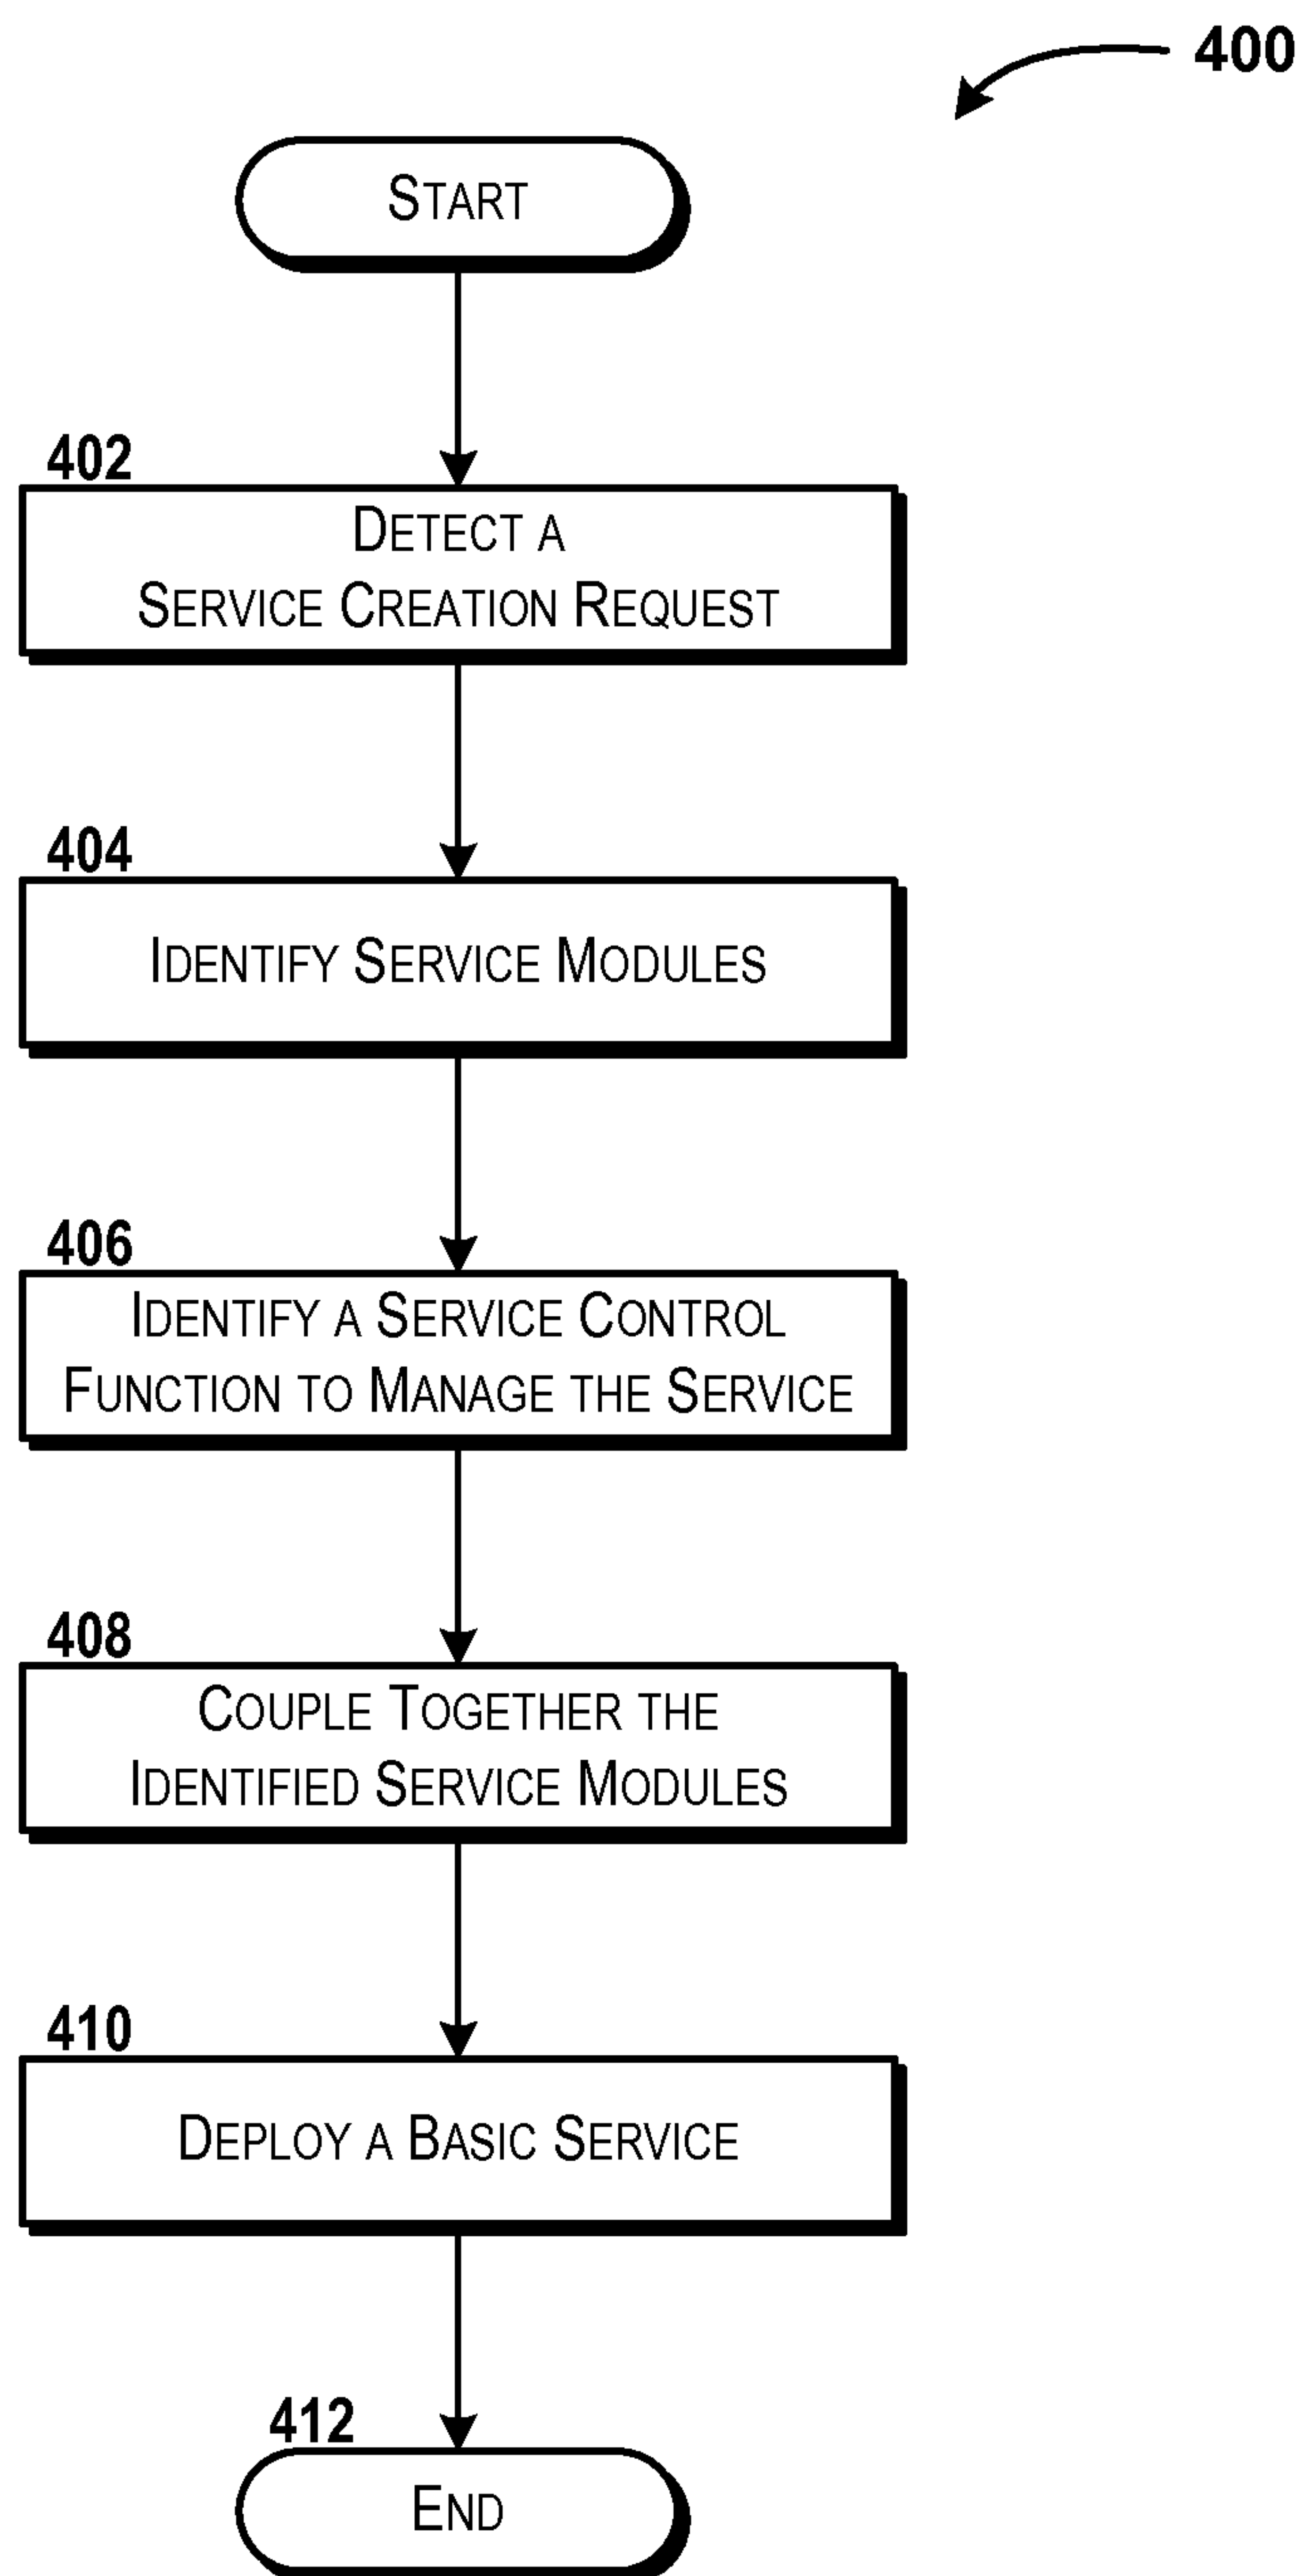 400
START
402
DETECT A
SERVICE CREATION REQUEST
404
IDENTIFY SERVICE MODULES
406
IDENTIFY A SERVICE CONTROL
FUNCTION TO MANAGE THE SERVICE
408
COUPLE TOGETHER THE
IDENTIFIED SERVICE MODULES
410
DEPLOY A BASIC SERVICE
412
END